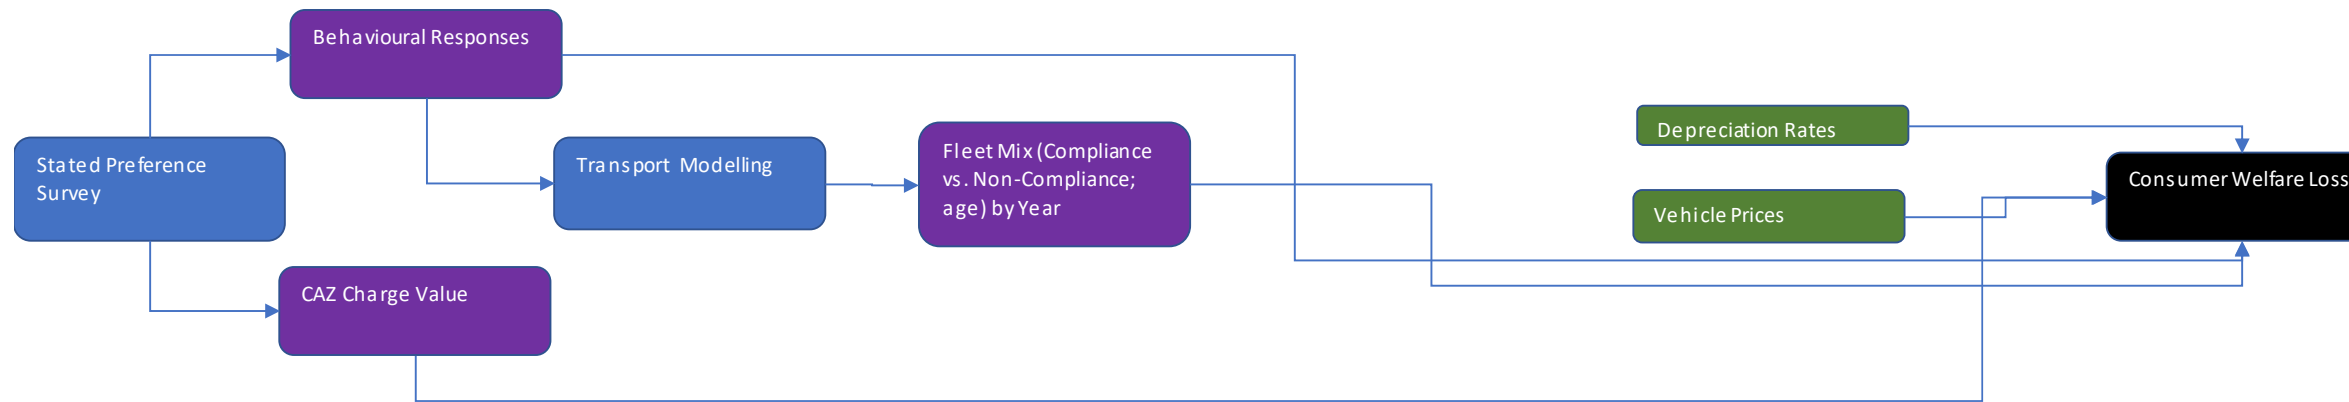 Behavioural Responses
Stated Preference
Survey
Transport Modelling
Fleet Mix (Compliance
vs. Non-Compliance;
age) by Year
CAZ Charge Value
Depreciation Rates
Vehicle Prices
Consumer Welfare Loss